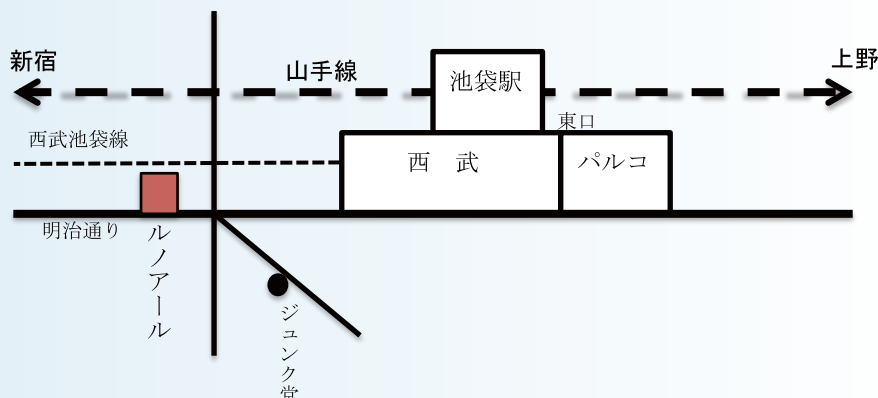 新宿
山手線
池袋駅
上野
東口
西武池袋線
西　武
パルコ
明治通り
ルノアール
ジュンク堂